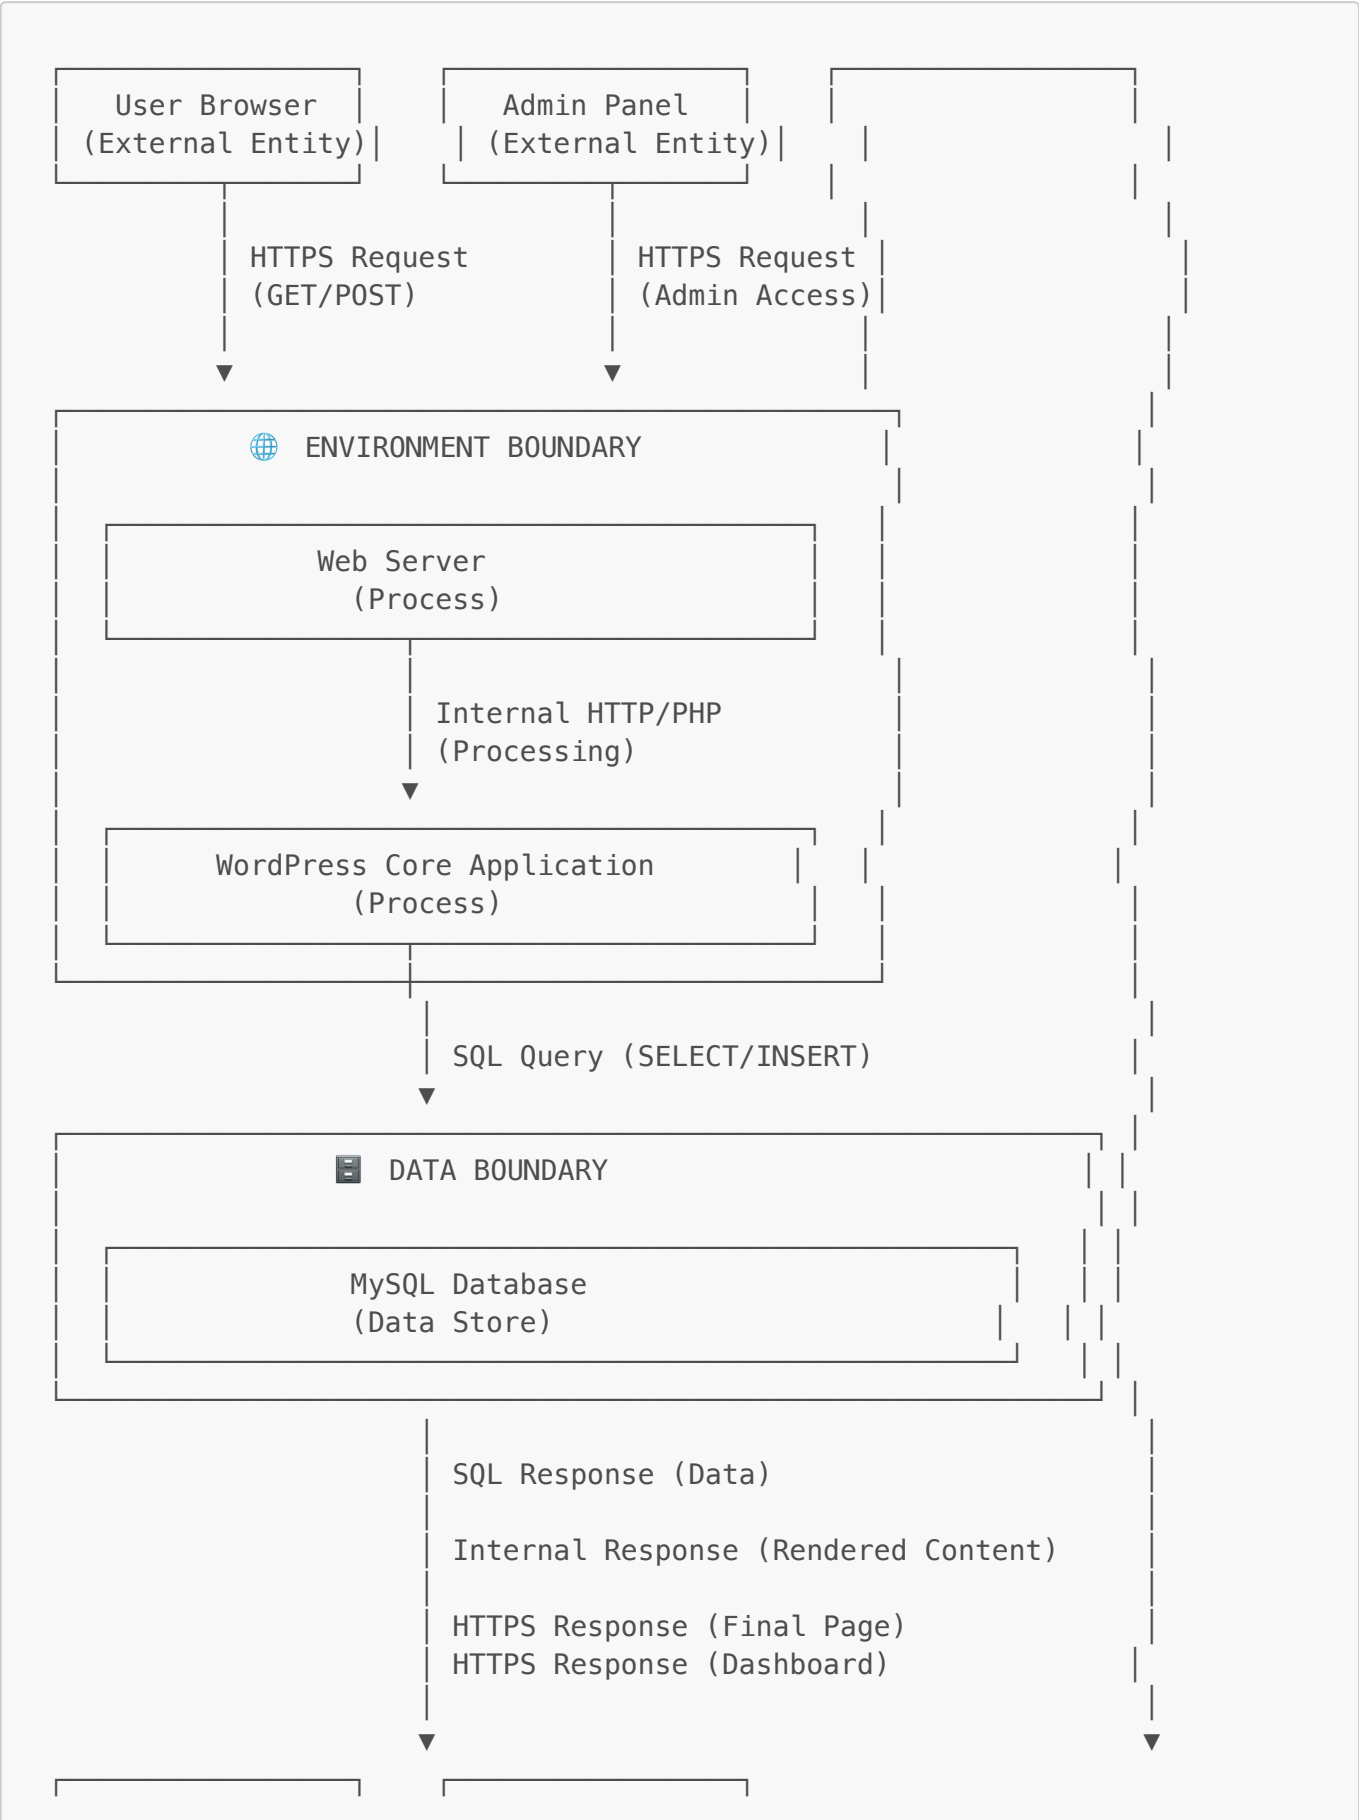 User Browser Admin Panel
(External Entity) (External Entity)
HTTPS Request HTTPS Request
(GET/POST) (Admin Access)
ENVIRONMENT BOUNDARY
Web Server
(Process)
Internal HTTP/PHP
(Processing)
WordPress Core Application
(Process)
SQL Query (SELECT/INSERT)
DATA BOUNDARY
MySQL Database
(Data Store)
SQL Response (Data)
Internal Response (Rendered Content)
HTTPS Response (Final Page)
HTTPS Response (Dashboard)